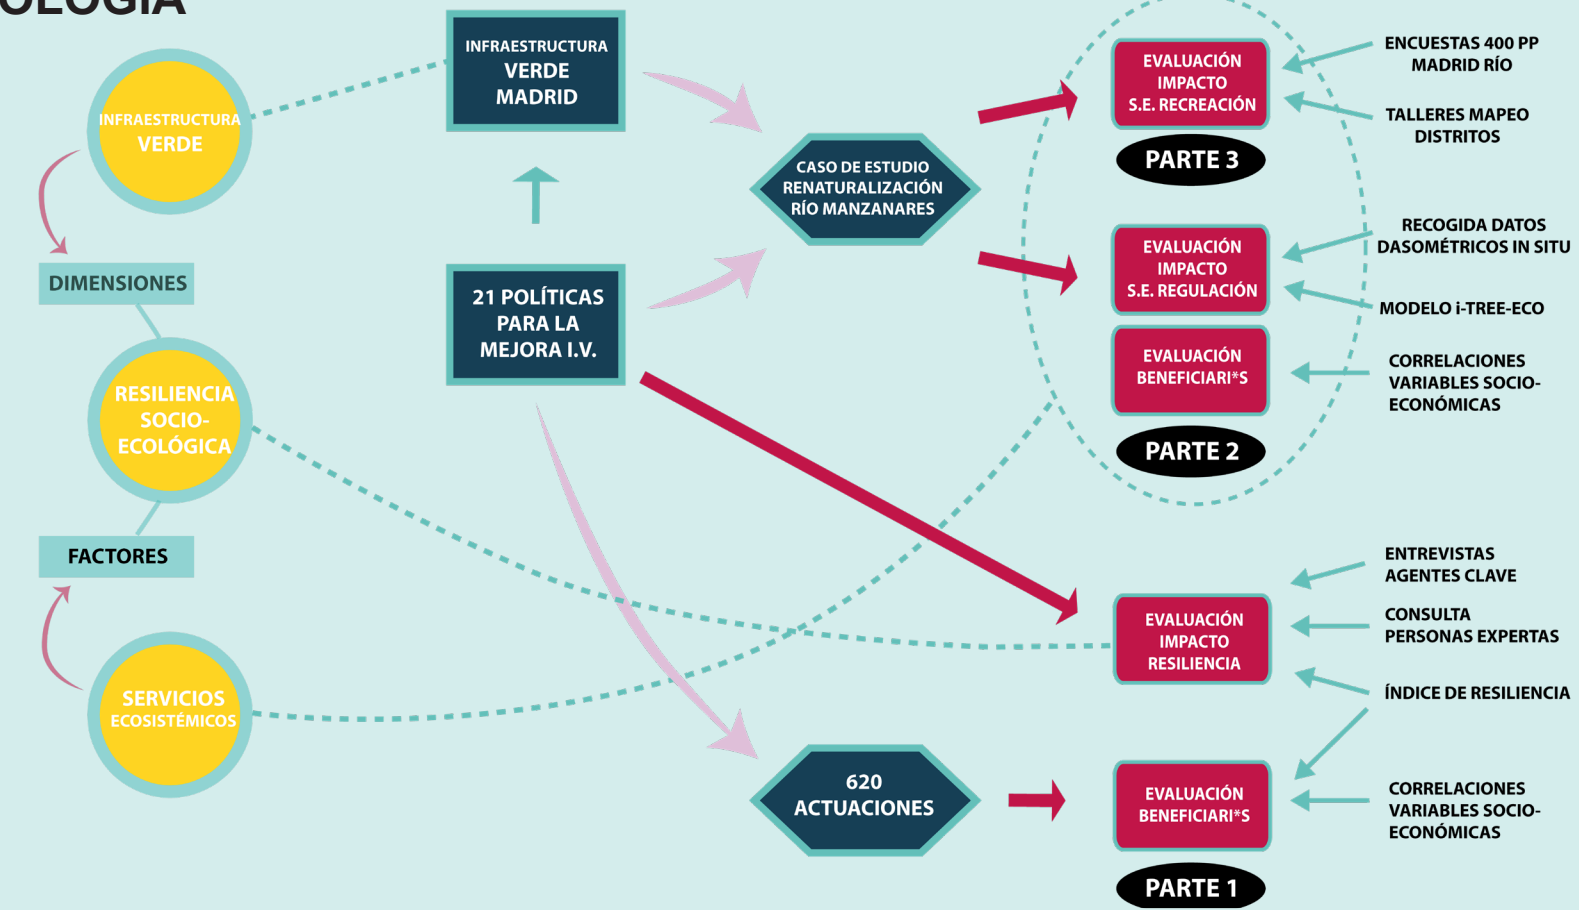 OLOGÍA
INFRAESTRUCTURA
VERDE
DIMENSIONES
RESILIENCIA
SOCIO-
ECOLÓGICA
FACTORES
SERVICIOS
ECOSISTÉMICOS
INFRAESTRUCTURA
VERDE
MADRID
21 POLÍTICAS
PARA LA
MEJORA I.V.
CASO DE ESTUDIO
RENATURALIZACIÓN
RÍO MANZANARES
620
ACTUACIONES
EVALUACIÓN
IMPACTO
S.E. RECREACIÓN
PARTE 3
EVALUACIÓN
IMPACTO
S.E. REGULACIÓN
EVALUACIÓN
BENEFICIARI*S
PARTE 2
EVALUACIÓN
IMPACTO
RESILIENCIA
EVALUACIÓN
BENEFICIARI*S
PARTE 1
ENCUESTAS 400 PP
MADRID RÍO
TALLERES MAPEO
DISTRITOS
RECOGIDA DATOS
DASOMÉTRICOS IN SITU
MODELO i-TREE-ECO
CORRELACIONES
VARIABLES SOCIO-
ECONÓMICAS
ENTREVISTAS
AGENTES CLAVE
CONSULTA
PERSONAS EXPERTAS
ÍNDICE DE RESILIENCIA
CORRELACIONES
VARIABLES SOCIO-
ECONÓMICAS